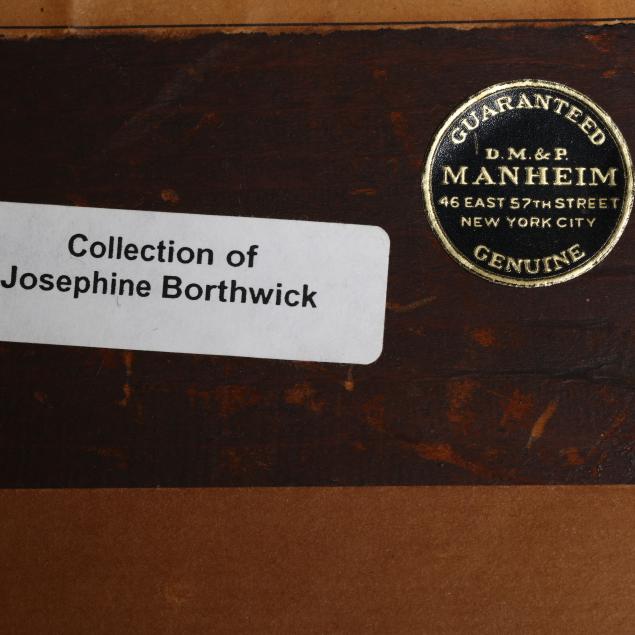 Collection of
Josephine Borthwick
GUARANTEED
D.M.&P.
MANHEIM
46 EAST 57TH STREET
NEW YORK CITY
GENUINE